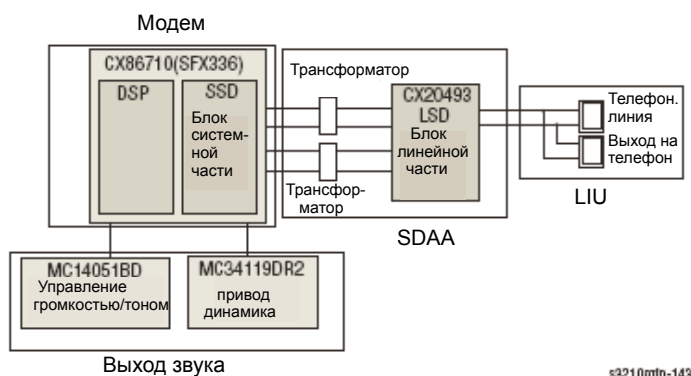 Модем
CX86710(SFX336)
DSP
SSD
Блок
систем-
ной
части
Трансформатор
Трансфор-
матор
CX20493
LSD
Блок
линейной
части
SDAA
Телефон.
линия
Выход на
телефон
LIU
MC14051BD
Управление
громкостью/тоном
MC34119DR2
привод
динамика
Выход звука
s3210mfp-143